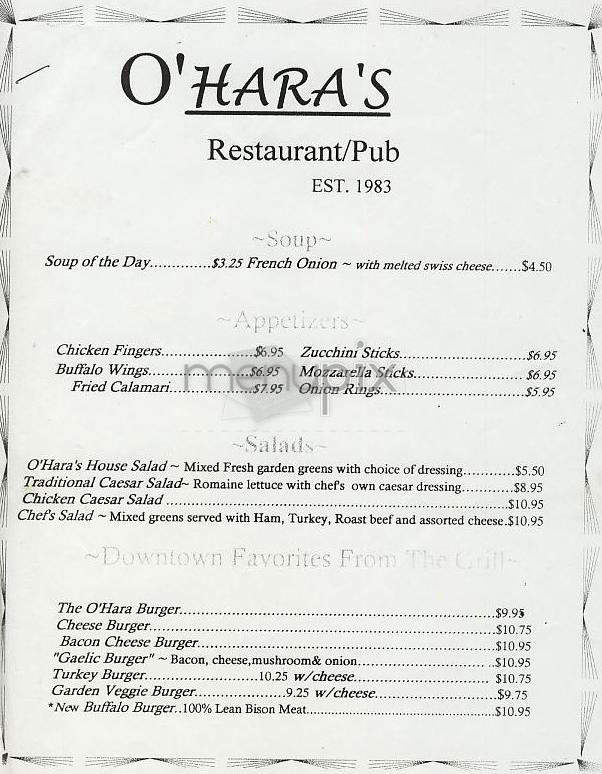 O'HARA'S
Restaurant/Pub
EST. 1983
~Soup~
Soup of the Day..............$3.25 French Onion ~ with melted swiss cheese.......$4.50
~Appetizers~
Chicken Fingers......................$6.95 Zucchini Sticks..............................$6.95
Buffalo Wings........................$6.95 Mozzarella Sticks...........................$6.95
Fried Calamari....................$7.95 Onion Rings..................................$5.95
menupix
~Salads~
O'Hara's House Salad ~ Mixed Fresh garden greens with choice of dressing............$5.50
Traditional Caesar Salad~ Romaine lettuce with chef's own caesar dressing.............$8.95
Chicken Caesar Salad ....................................................................................$10.95
Chef's Salad ~ Mixed greens served with Ham, Turkey, Roast beef and assorted cheese.$10.95
~Downtown Favorites From The Grill~
The O'Hara Burger.............................................................................$9.95
Cheese Burger.....................................................................................$10.75
Bacon Cheese Burger..........................................................................$10.95
"Gaelic Burger" ~ Bacon, cheese,mushroom& onion..................................$10.95
Turkey Burger...........................10.25 w/cheese................................. $10.75
Garden Veggie Burger......................9.25 w/cheese..............................$9.75
*New Buffalo Burger..100% Lean Bison Meat................................................$10.95